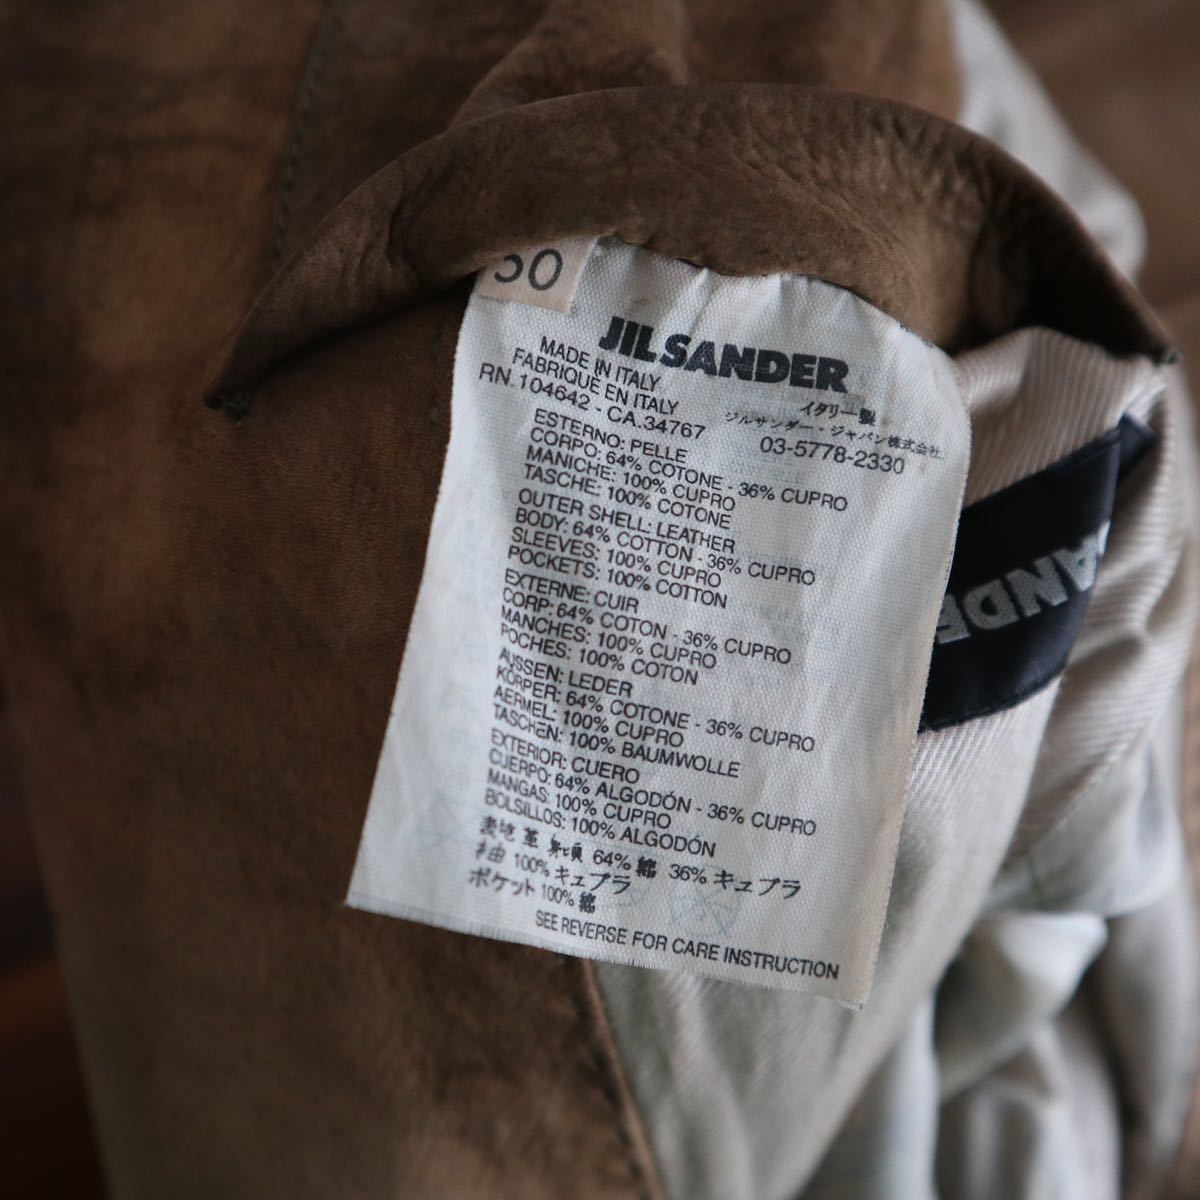 50
JIL SANDER
MADE IN ITALY
FABRIQUÉ EN ITALY
RN.104642 - CA.34767
イタリー製
ジルサンダー・ジャパン株式会社
03-5778-2330
ESTERNO: PELLE
CORPO: 64% COTONE - 36% CUPRO
MANICHE: 100% CUPRO
TASCHE: 100% COTONE
OUTER SHELL: LEATHER
BODY: 64% COTTON - 36% CUPRO
SLEEVES: 100% CUPRO
POCKETS: 100% COTTON
EXTERNE: CUIR
CORP: 64% COTON - 36% CUPRO
MANCHES: 100% CUPRO
POCHES: 100% COTON
AUSSEN: LEDER
KÖRPER: 64% COTONE - 36% CUPRO
AERMEL: 100% CUPRO
TASCHEN: 100% BAUMWOLLE
EXTERIOR: CUERO
CUERPO: 64% ALGODÓN - 36% CUPRO
MANGAS: 100% CUPRO
BOLSILLOS: 100% ALGODÓN
表地 革 身頃 64% 綿 36% キュプラ
袖 100% キュプラ
ポケット 100% 綿
SEE REVERSE FOR CARE INSTRUCTION
SANDE